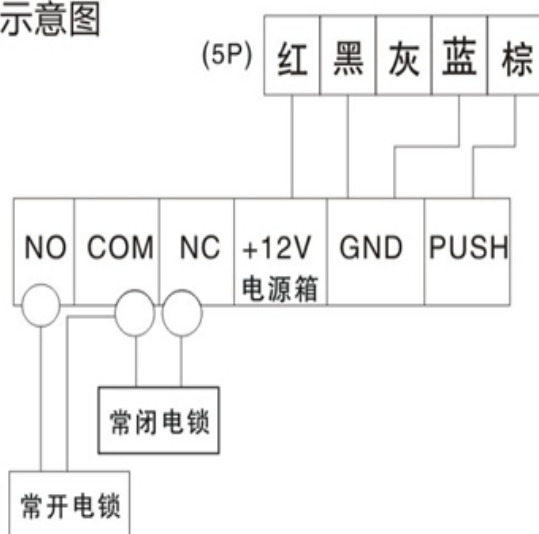 示意图
(5P) 红 黑 灰 蓝 棕
NO COM NC +12V GND PUSH
电源箱
常闭电锁
常开电锁